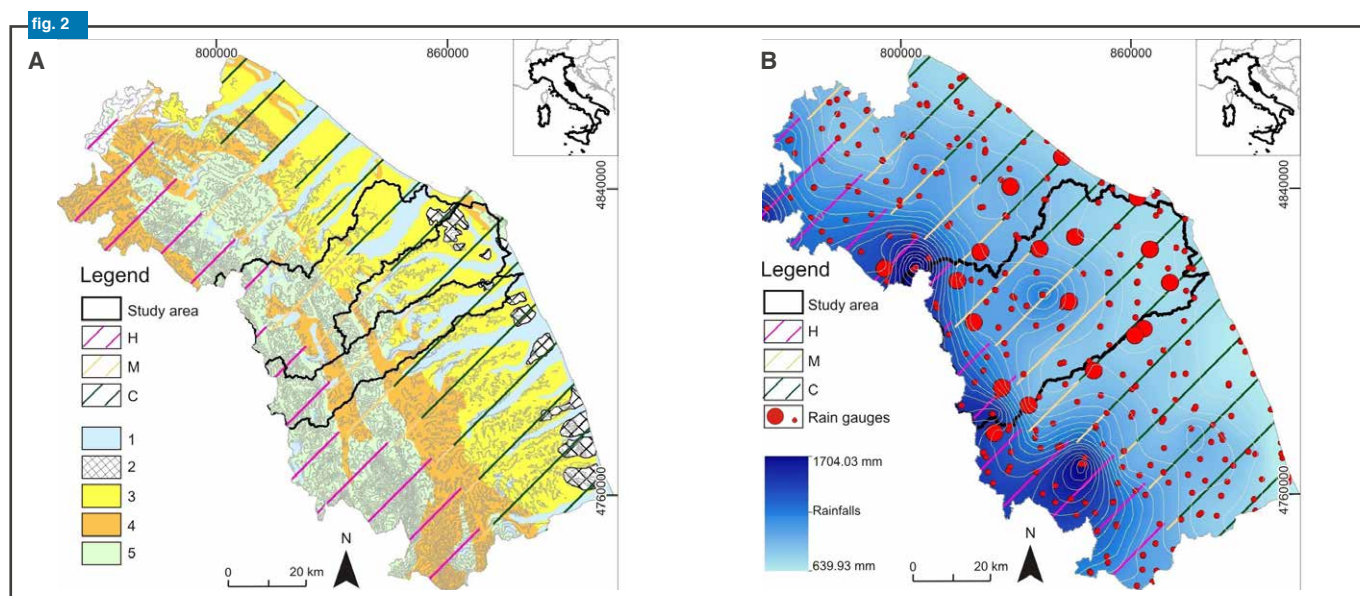 fig. 2
A
800000
860000
4840000
4760000
Legend
Study area
H
M
C
1
2
3
4
5
0 20 km
N
B
800000
860000
4840000
4760000
Legend
Study area
H
M
C
Rain gauges
1704.03 mm
Rainfalls
639.93 mm
0 20 km
N